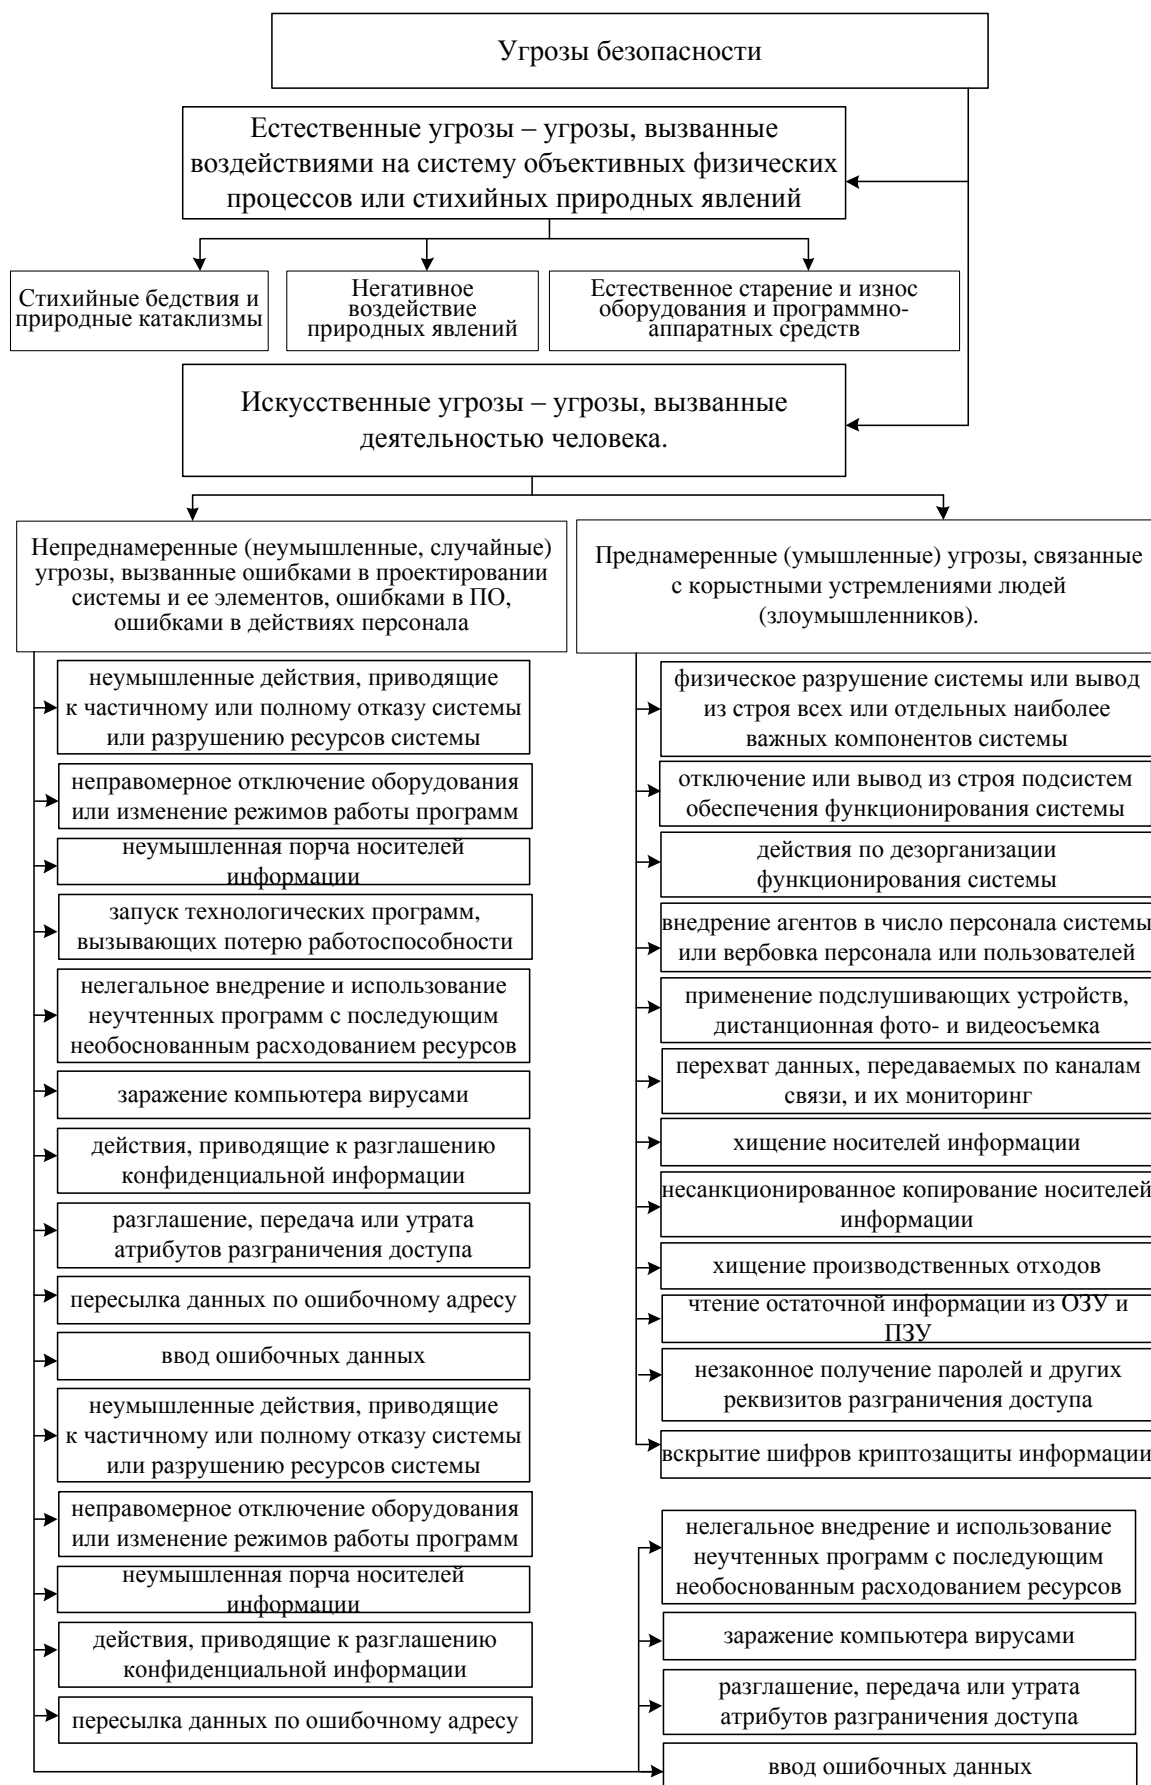 Угрозы безопасности
Естественные угрозы – угрозы, вызванные
воздействиями на систему объективных физических
процессов или стихийных природных явлений
Стихийные бедствия и
природные катаклизмы
Негативное
воздействие
природных явлений
Естественное старение и износ
оборудования и программно-
аппаратных средств
Искусственные угрозы – угрозы, вызванные
деятельностью человека.
Непреднамеренные (неумышленные, случайные)
угрозы, вызванные ошибками в проектировании
системы и ее элементов, ошибками в ПО,
ошибками в действиях персонала
неумышленные действия, приводящие
к частичному или полному отказу системы
или разрушению ресурсов системы
неправомерное отключение оборудования
или изменение режимов работы программ
неумышленная порча носителей
информации
запуск технологических программ,
вызывающих потерю работоспособности
нелегальное внедрение и использование
неучтенных программ с последующим
необоснованным расходованием ресурсов
заражение компьютера вирусами
действия, приводящие к разглашению
конфиденциальной информации
разглашение, передача или утрата
атрибутов разграничения доступа
пересылка данных по ошибочному адресу
ввод ошибочных данных
неумышленные действия, приводящие
к частичному или полному отказу системы
или разрушению ресурсов системы
неправомерное отключение оборудования
или изменение режимов работы программ
неумышленная порча носителей
информации
действия, приводящие к разглашению
конфиденциальной информации
пересылка данных по ошибочному адресу
Преднамеренные (умышленные) угрозы, связанные
с корыстными устремлениями людей
(злоумышленников).
физическое разрушение системы или вывод
из строя всех или отдельных наиболее
важных компонентов системы
отключение или вывод из строя подсистем
обеспечения функционирования системы
действия по дезорганизации
функционирования системы
внедрение агентов в число персонала системы
или вербовка персонала или пользователей
применение подслушивающих устройств,
дистанционная фото- и видеосъемка
перехват данных, передаваемых по каналам
связи, и их мониторинг
хищение носителей информации
несанкционированное копирование носителей
информации
хищение производственных отходов
чтение остаточной информации из ОЗУ и
ПЗУ
незаконное получение паролей и других
реквизитов разграничения доступа
вскрытие шифров криптозащиты информации
нелегальное внедрение и использование
неучтенных программ с последующим
необоснованным расходованием ресурсов
заражение компьютера вирусами
разглашение, передача или утрата
атрибутов разграничения доступа
ввод ошибочных данных